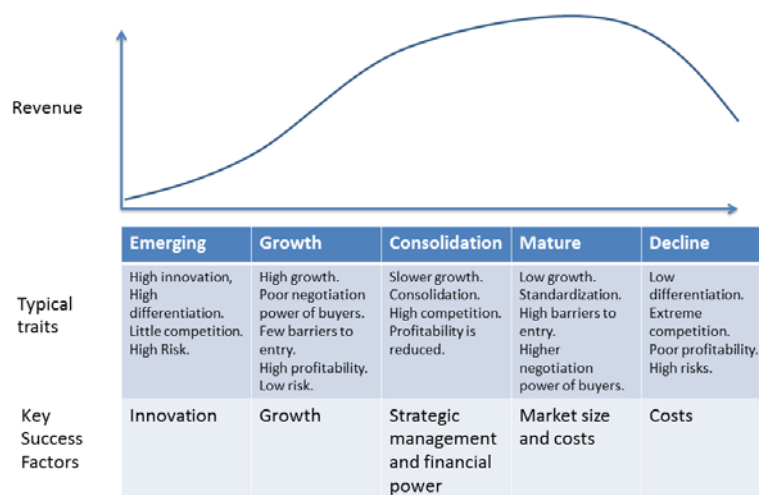 Revenue
Emerging
Growth
Consolidation
Mature
Decline
Typical
traits
High innovation,
High
differentiation.
Little competition.
High Risk.
High growth.
Poor negotiation
power of buyers.
Few barriers to
entry.
High profitability.
Low risk.
Slower growth.
Consolidation.
High competition.
Profitability is
reduced.
Low growth.
Standardization.
High barriers to
entry.
Higher
negotiation
power of buyers.
Low
differentiation.
Extreme
competition.
Poor profitability.
High risks.
Key
Success
Factors
Innovation
Growth
Strategic
management
and financial
power
Market size
and costs
Costs